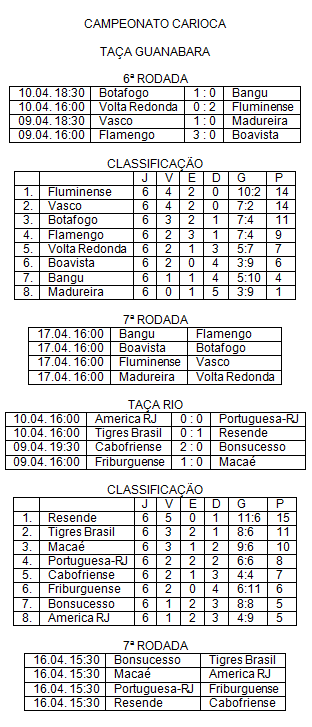 CAMPEONATO CARIOCA
TAÇA GUANABARA
6ª RODADA
10.04. 18:30 Botafogo 1 : 0 Bangu
10.04. 16:00 Volta Redonda 0 : 2 Fluminense
09.04. 18:30 Vasco 1 : 0 Madureira
09.04. 16:00 Flamengo 3 : 0 Boavista
CLASSIFICAÇÃO
J V E D G P
1. Fluminense 6 4 2 0 10:2 14
2. Vasco 6 4 2 0 7:2 14
3. Botafogo 6 3 2 1 7:4 11
4. Flamengo 6 2 3 1 7:4 9
5. Volta Redonda 6 2 1 3 5:7 7
6. Boavista 6 2 0 4 3:9 6
7. Bangu 6 1 1 4 5:10 4
8. Madureira 6 0 1 5 3:9 1
7ª RODADA
17.04. 16:00 Bangu Flamengo
17.04. 16:00 Boavista Botafogo
17.04. 16:00 Fluminense Vasco
17.04. 16:00 Madureira Volta Redonda
TAÇA RIO
10.04. 16:00 America RJ 0 : 0 Portuguesa-RJ
10.04. 16:00 Tigres Brasil 0 : 1 Resende
09.04. 19:30 Cabofriense 2 : 0 Bonsucesso
09.04. 16:00 Friburguense 1 : 0 Macaé
CLASSIFICAÇÃO
J V E D G P
1. Resende 6 5 0 1 11:6 15
2. Tigres Brasil 6 3 2 1 8:6 11
3. Macaé 6 3 1 2 9:6 10
4. Portuguesa-RJ 6 2 2 2 6:6 8
5. Cabofriense 6 2 1 3 4:4 7
6. Friburguense 6 2 0 4 6:11 6
7. Bonsucesso 6 1 2 3 8:8 5
8. America RJ 6 1 2 3 4:9 5
7ª RODADA
16.04. 15:30 Bonsucesso Tigres Brasil
16.04. 15:30 Macaé America RJ
16.04. 15:30 Portuguesa-RJ Friburguense
16.04. 15:30 Resende Cabofriense